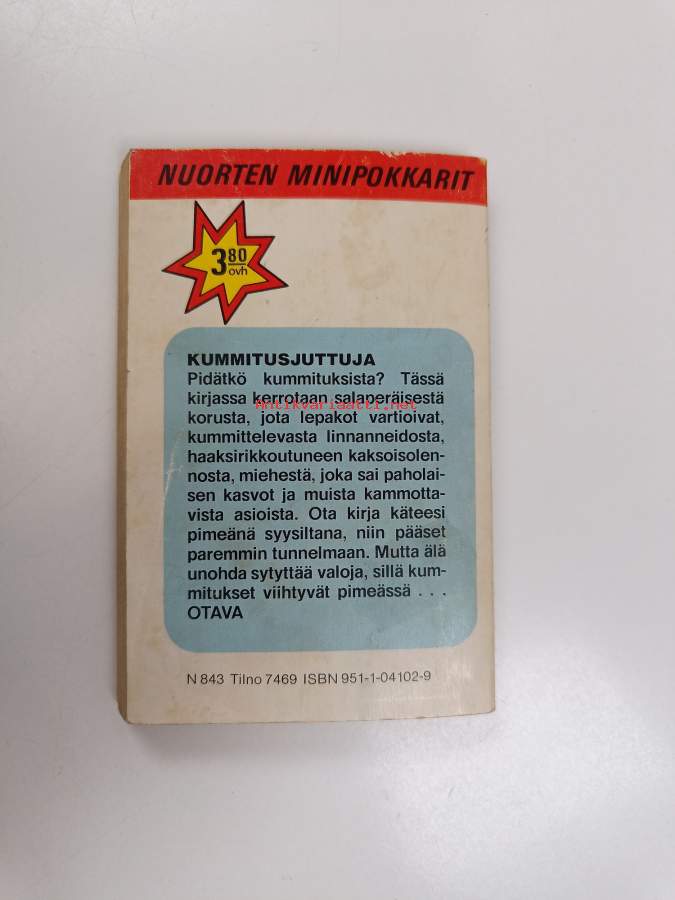 NUORTEN MINIPOKKARIT
3 80
ovh
KUMMITUSJUTTUJA
Pidätkö kummituksista? Tässä
kirjassa kerrotaan salaperäisestä
Antikvariaatti.net
korusta, jota lepakot vartioivat,
kummittelevasta linnanneidosta,
haaksirikkoutuneen kaksoisolen-
nosta, miehestä, joka sai paholai-
sen kasvot ja muista kammotta-
vista asioista. Ota kirja käteesi
pimeänä syysiltana, niin pääset
paremmin tunnelmaan. Mutta älä
unohda sytyttää valoja, sillä kum-
mitukset viihtyvät pimeässä . . .
OTAVA
N 843 Tilno 7469 ISBN 951-1-04102-9